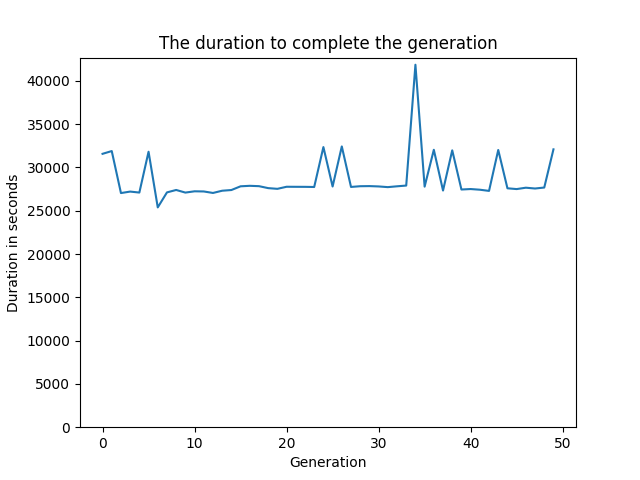 The duration to complete the generation
40000
35000
30000
25000
20000
15000
10000
5000
0
Duration in seconds
0 10 20 30 40 50
Generation